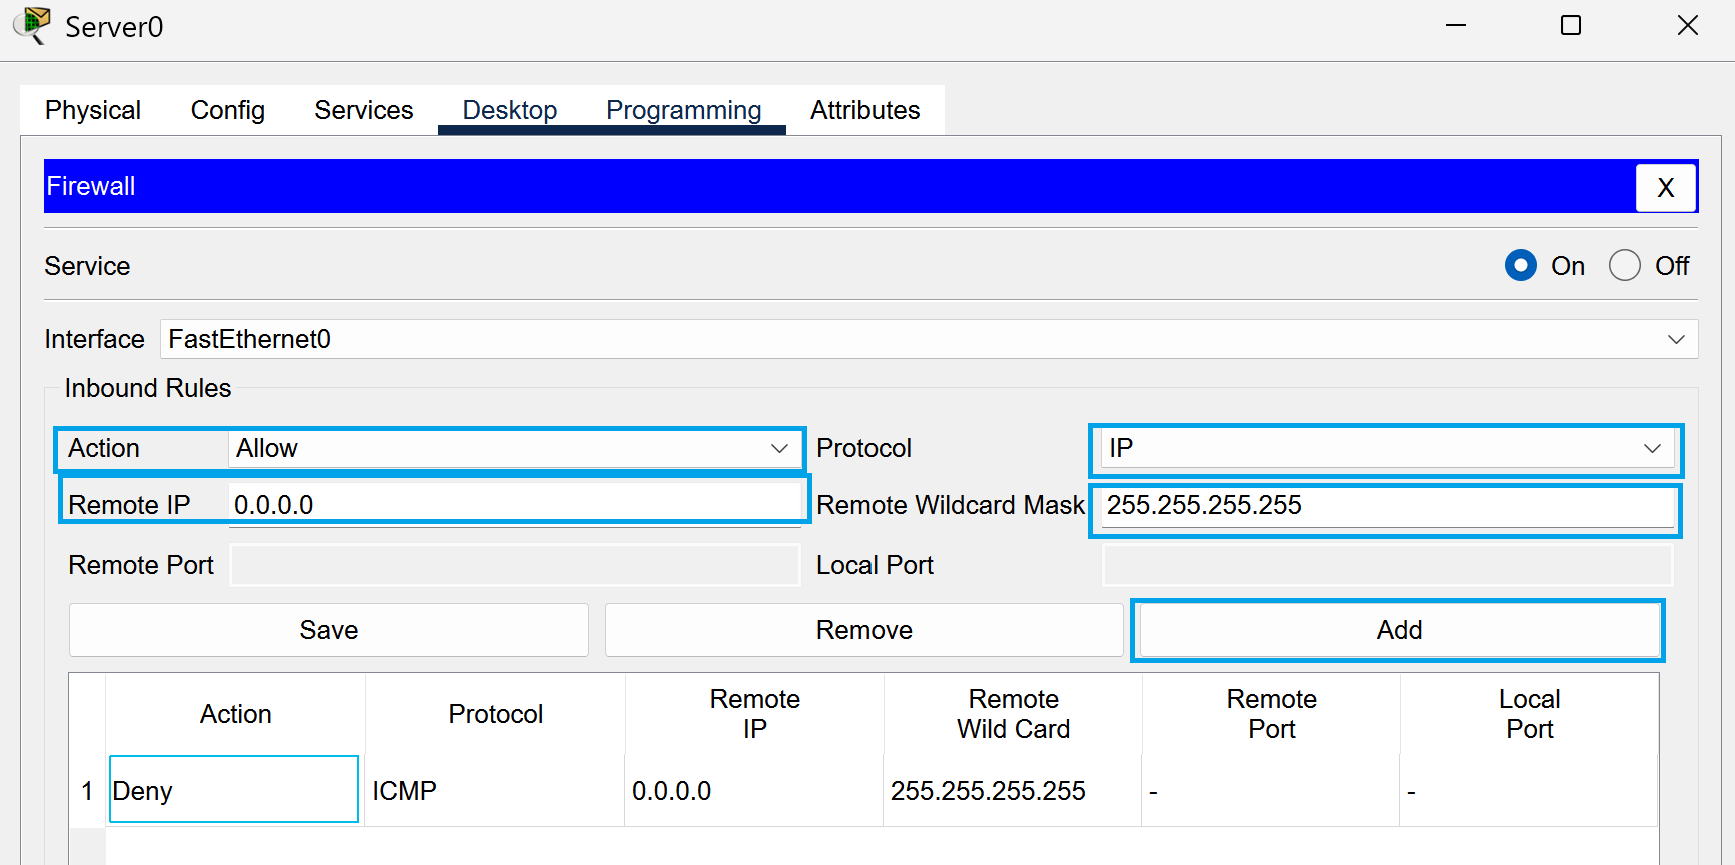 Server0
Physical Config Services Desktop Programming Attributes
Firewall X
Service On Off
Interface FastEthernet0
Inbound Rules
Action Allow Protocol IP
Remote IP 0.0.0.0 Remote Wildcard Mask 255.255.255.255
Remote Port Local Port
Save Remove Add
Action Protocol Remote IP Remote Wild Card Remote Port Local Port
1 Deny ICMP 0.0.0.0 255.255.255.255 - -